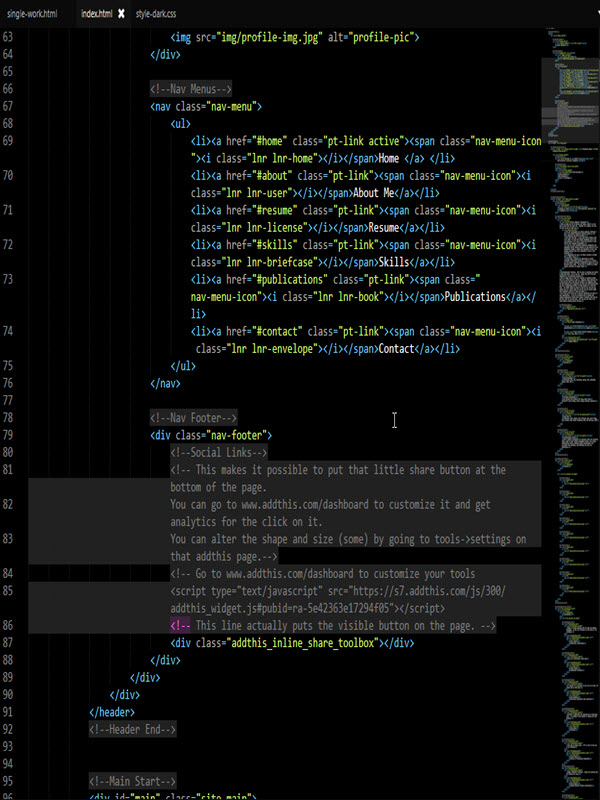 single-work.html index.html ✖ style-dark.css
63 <img src="img/profile-img.jpg" alt="profile-pic">
64 </div>
65
66 <!--Nav Menus-->
67 <nav class="nav-menu">
68 <ul>
69 <li><a href="#home" class="pt-link active"><span class="nav-menu-icon
"><i class="lnr lnr-home"></i></span>Home </a> </li>
70 <li><a href="#about" class="pt-link"><span class="nav-menu-icon"><i
class="lnr lnr-user"></i></span>About Me</a></li>
71 <li><a href="#resume" class="pt-link"><span class="nav-menu-icon"><i
class="lnr lnr-license"></i></span>Resume</a></li>
72 <li><a href="#skills" class="pt-link"><span class="nav-menu-icon"><i
class="lnr lnr-briefcase"></i></span>Skills</a></li>
73 <li><a href="#publications" class="pt-link"><span class="
nav-menu-icon"><i class="lnr lnr-book"></i></span>Publications</a></
li>
74 <li><a href="#contact" class="pt-link"><span class="nav-menu-icon"><i
class="lnr lnr-envelope"></i></span>Contact</a></li>
75 </ul>
76 </nav>
77
78 <!--Nav Footer-->
79 <div class="nav-footer">
80 <!--Social Links-->
81 <!-- This makes it possible to put that little share button at the
bottom of the page.
82 You can go to www.addthis.com/dashboard to customize it and get
analytics for the click on it.
83 You can alter the shape and size (some) by going to tools->settings on
that addthis page.-->
84 <!-- Go to www.addthis.com/dashboard to customize your tools
85 <script type="text/javascript" src="https://s7.addthis.com/js/300/
addthis_widget.js#pubid=ra-5e42363e17294f05"></script>
86 <!-- This line actually puts the visible button on the page. -->
87 <div class="addthis_inline_share_toolbox"></div>
88 </div>
89 </div>
90 </div>
91 </header>
92 <!--Header End-->
93
94
95 <!--Main Start-->
96 <div id="main" class="site-main">